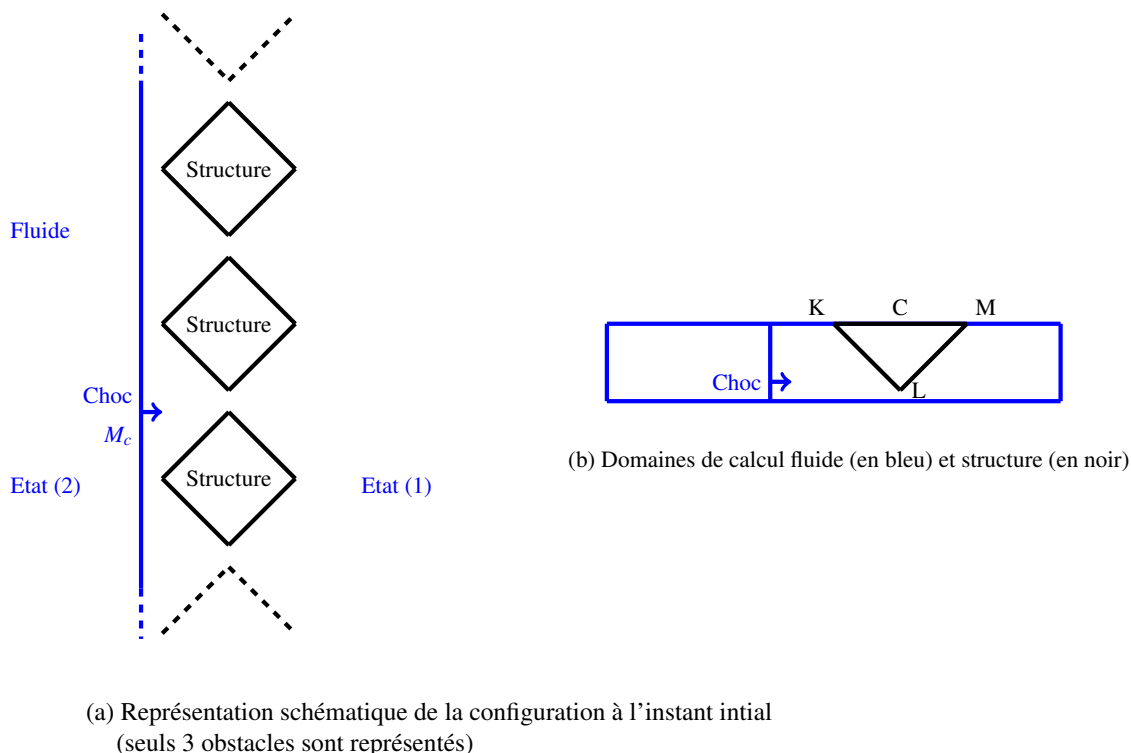 Structure
Fluide
Structure
Choc
M_c
Structure
Etat (2)
Etat (1)
K
C
M
Choc
L
(b) Domaines de calcul fluide (en bleu) et structure (en noir)
(a) Représentation schématique de la configuration à l'instant intial
(seuls 3 obstacles sont représentés)